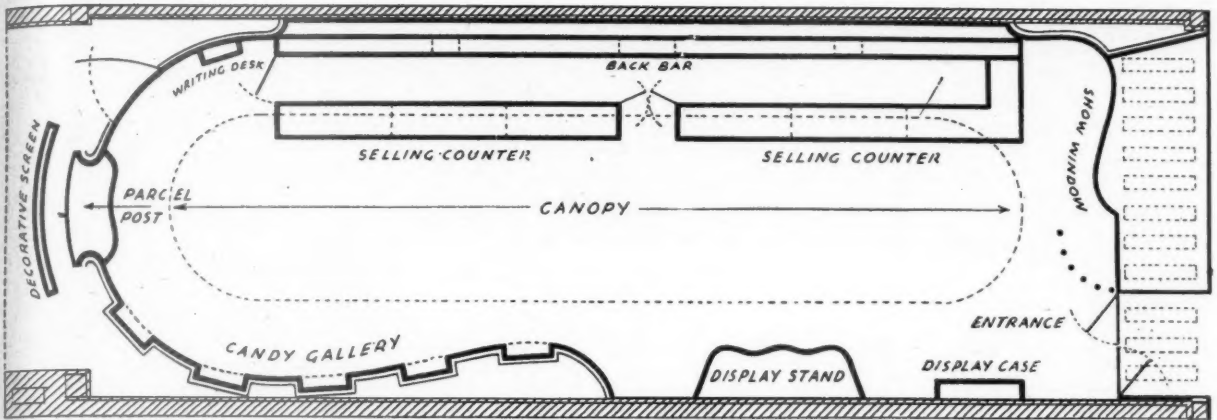 WRITING DESK
BACK BAR
SELLING COUNTER
SELLING COUNTER
SHOW WINDOW
DECORATIVE SCREEN
PARCEL
POST
CANOPY
ENTRANCE
CANDY GALLERY
DISPLAY STAND
DISPLAY CASE